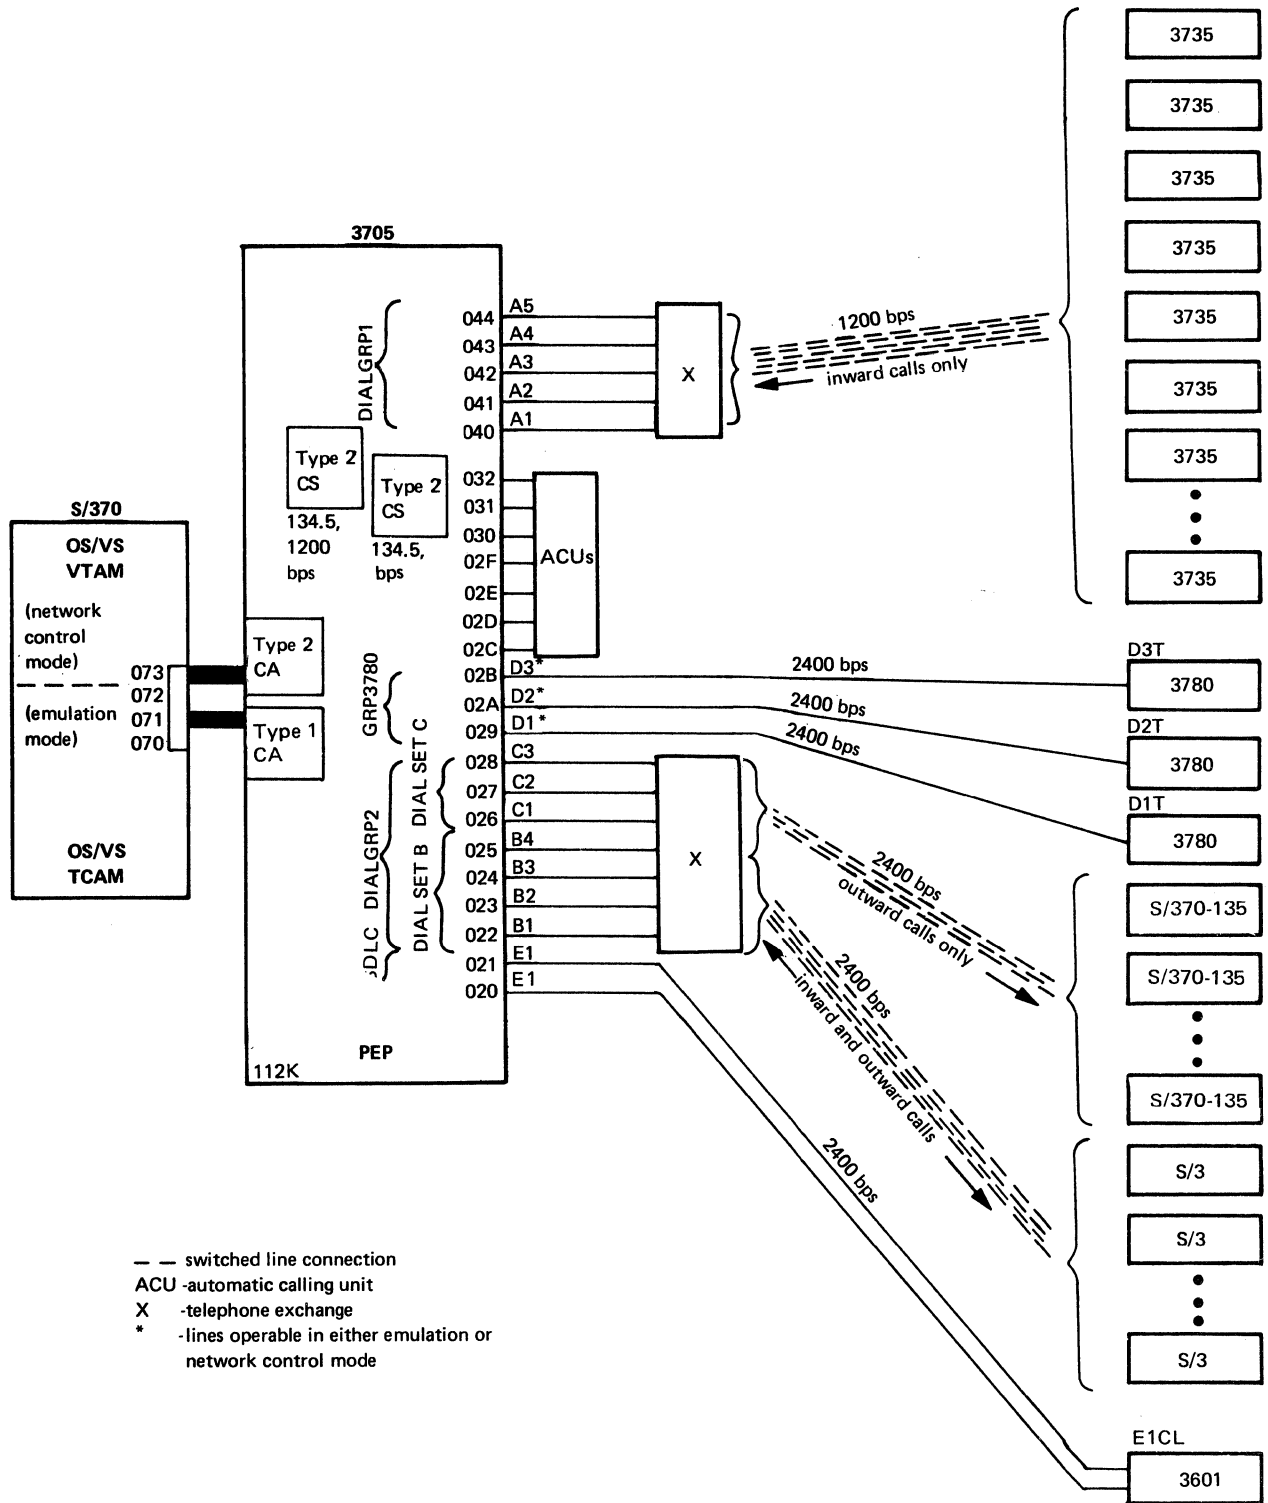 3735
3735
3735
3735
3735
3735
3735
3735
3705
DIALGRP1
044 A5
043 A4
042 A3
041 A2
040 A1
X
1200 bps
inward calls only
Type 2
CS
134.5,
1200
bps
Type 2
CS
134.5,
bps
032
031
030
02F
02E
02D
02C
ACUs
S/370
OS/VS
VTAM
(network
control
mode)
073
072
(emulation
mode)
071
070
OS/VS
TCAM
Type 2
CA
Type 1
CA
GRP3780
02B D3*
02A D2*
029 D1*
2400 bps
2400 bps
2400 bps
D3T
3780
D2T
3780
D1T
3780
DIAL SET C
028 C3
027 C2
026 C1
DIALGRP2
DIAL SET B
025 B4
024 B3
023 B2
022 B1
SDLC
021 E1
020 E1
X
PEP
112K
2400 bps
outward calls only
2400 bps
inward and outward calls
2400 bps
S/370-135
S/370-135
S/370-135
S/3
S/3
S/3
E1CL
3601
— — switched line connection
ACU -automatic calling unit
X -telephone exchange
* -lines operable in either emulation or
network control mode